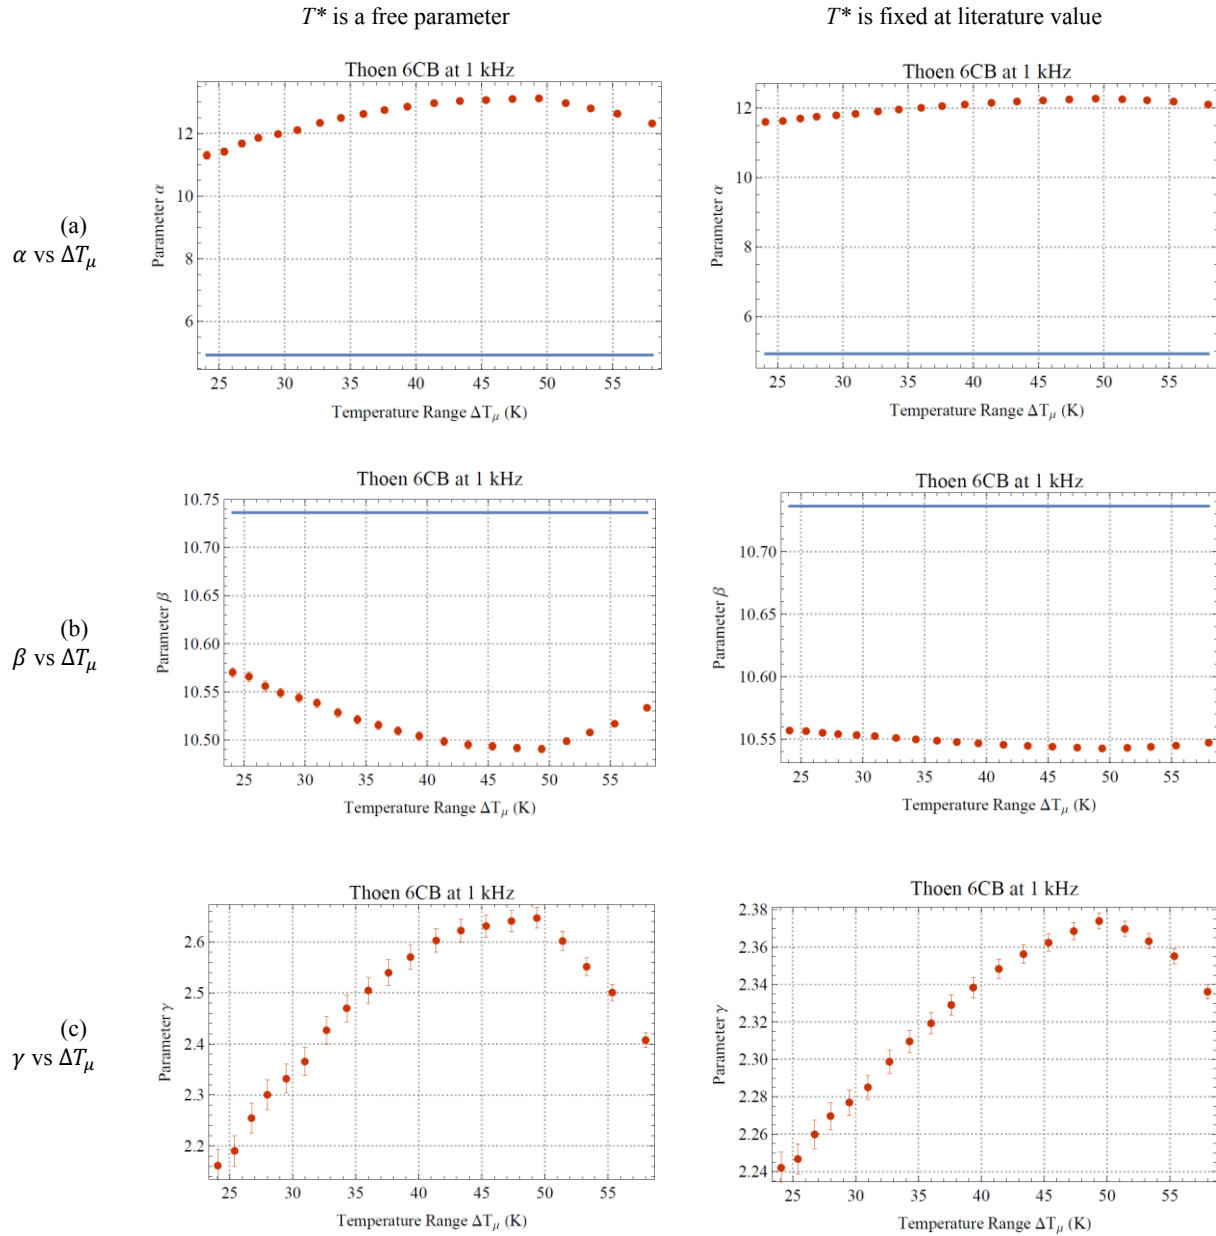 T* is a free parameter
T* is fixed at literature value
(a)
α vs ΔTμ
Thoen 6CB at 1 kHz
Parameter α
12
10
8
6
25 30 35 40 45 50 55
Temperature Range ΔTμ (K)
Thoen 6CB at 1 kHz
Parameter α
12
10
8
6
25 30 35 40 45 50 55
Temperature Range ΔTμ (K)
(b)
β vs ΔTμ
Thoen 6CB at 1 kHz
Parameter β
10.75
10.70
10.65
10.60
10.55
10.50
25 30 35 40 45 50 55
Temperature Range ΔTμ (K)
Thoen 6CB at 1 kHz
Parameter β
10.70
10.65
10.60
10.55
25 30 35 40 45 50 55
Temperature Range ΔTμ (K)
(c)
γ vs ΔTμ
Thoen 6CB at 1 kHz
Parameter γ
2.6
2.5
2.4
2.3
2.2
25 30 35 40 45 50 55
Temperature Range ΔTμ (K)
Thoen 6CB at 1 kHz
Parameter γ
2.38
2.36
2.34
2.32
2.30
2.28
2.26
2.24
25 30 35 40 45 50 55
Temperature Range ΔTμ (K)